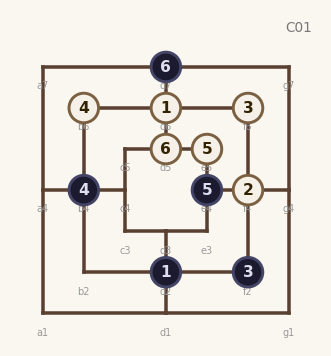 C01
6
a7 d7 g7
4 1 3
b6 d6 f6
6 5
c5 d5 e5
4 5 2
a4 b4 c4 e4 f4 g4
c3 d3 e3
1 3
b2 d2 f2
a1 d1 g1